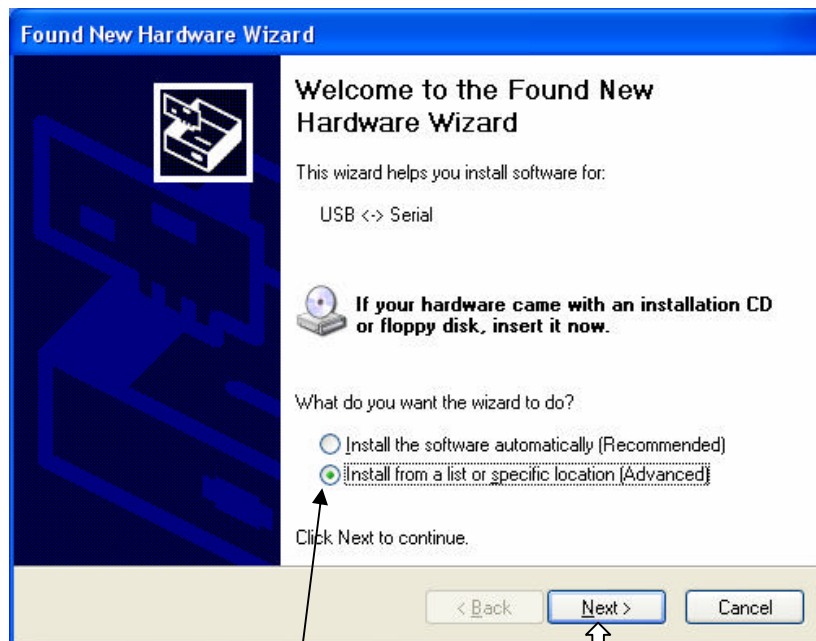 Found New Hardware Wizard
Welcome to the Found New
Hardware Wizard
This wizard helps you install software for:
USB <-> Serial
If your hardware came with an installation CD
or floppy disk, insert it now.
What do you want the wizard to do?
Install the software automatically (Recommended)
Install from a list or specific location (Advanced)
Click Next to continue.
< Back Next > Cancel